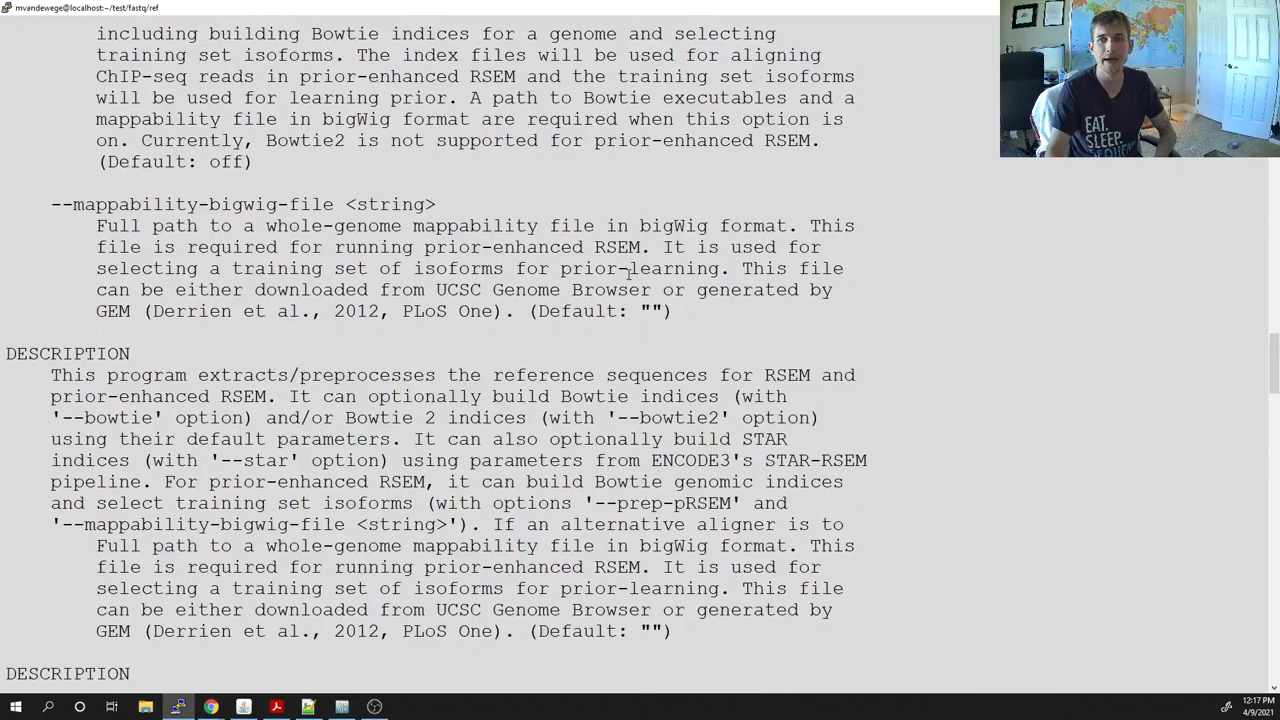 mvandewege@localhost:~/test/fastq/ref
including building Bowtie indices for a genome and selecting
training set isoforms. The index files will be used for aligning
ChIP-seq reads in prior-enhanced RSEM and the training set isoforms
will be used for learning prior. A path to Bowtie executables and a
mappability file in bigWig format are required when this option is
on. Currently, Bowtie2 is not supported for prior-enhanced RSEM.
(Default: off)
--mappability-bigwig-file <string>
Full path to a whole-genome mappability file in bigWig format. This
file is required for running prior-enhanced RSEM. It is used for
selecting a training set of isoforms for prior-learning. This file
can be either downloaded from UCSC Genome Browser or generated by
GEM (Derrien et al., 2012, PLoS One). (Default: "")
DESCRIPTION
This program extracts/preprocesses the reference sequences for RSEM and
prior-enhanced RSEM. It can optionally build Bowtie indices (with
'--bowtie' option) and/or Bowtie 2 indices (with '--bowtie2' option)
using their default parameters. It can also optionally build STAR
indices (with '--star' option) using parameters from ENCODE3's STAR-RSEM
pipeline. For prior-enhanced RSEM, it can build Bowtie genomic indices
and select training set isoforms (with options '--prep-pRSEM' and
'--mappability-bigwig-file <string>'). If an alternative aligner is to
Full path to a whole-genome mappability file in bigWig format. This
file is required for running prior-enhanced RSEM. It is used for
selecting a training set of isoforms for prior-learning. This file
can be either downloaded from UCSC Genome Browser or generated by
GEM (Derrien et al., 2012, PLoS One). (Default: "")
DESCRIPTION
EAT.
SLEEP.
12:17 PM
4/9/2021